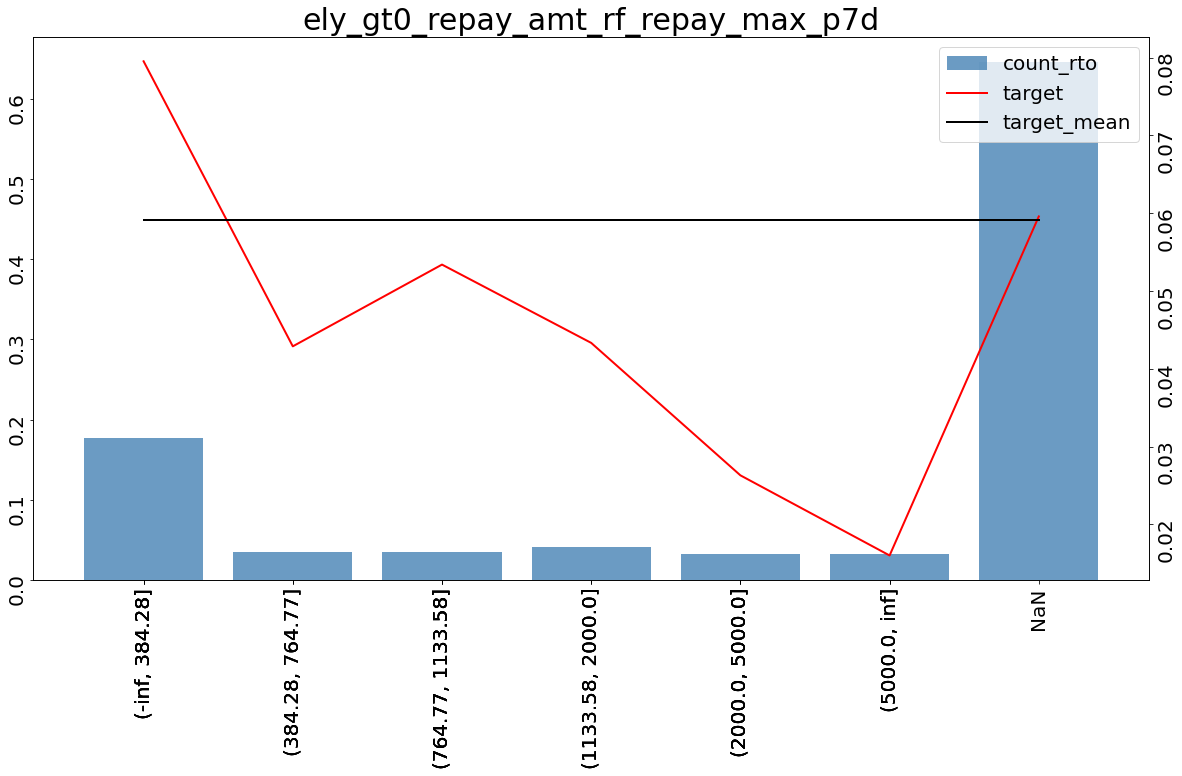 ely_gt0_repay_amt_rf_repay_max_p7d
count_rto
target
target_mean
0.6
0.5
0.4
0.3
0.2
0.1
0.0
0.08
0.07
0.06
0.05
0.04
0.03
0.02
(-inf, 384.28]
(384.28, 764.77]
(764.77, 1133.58]
(1133.58, 2000.0]
(2000.0, 5000.0]
(5000.0, inf]
NaN